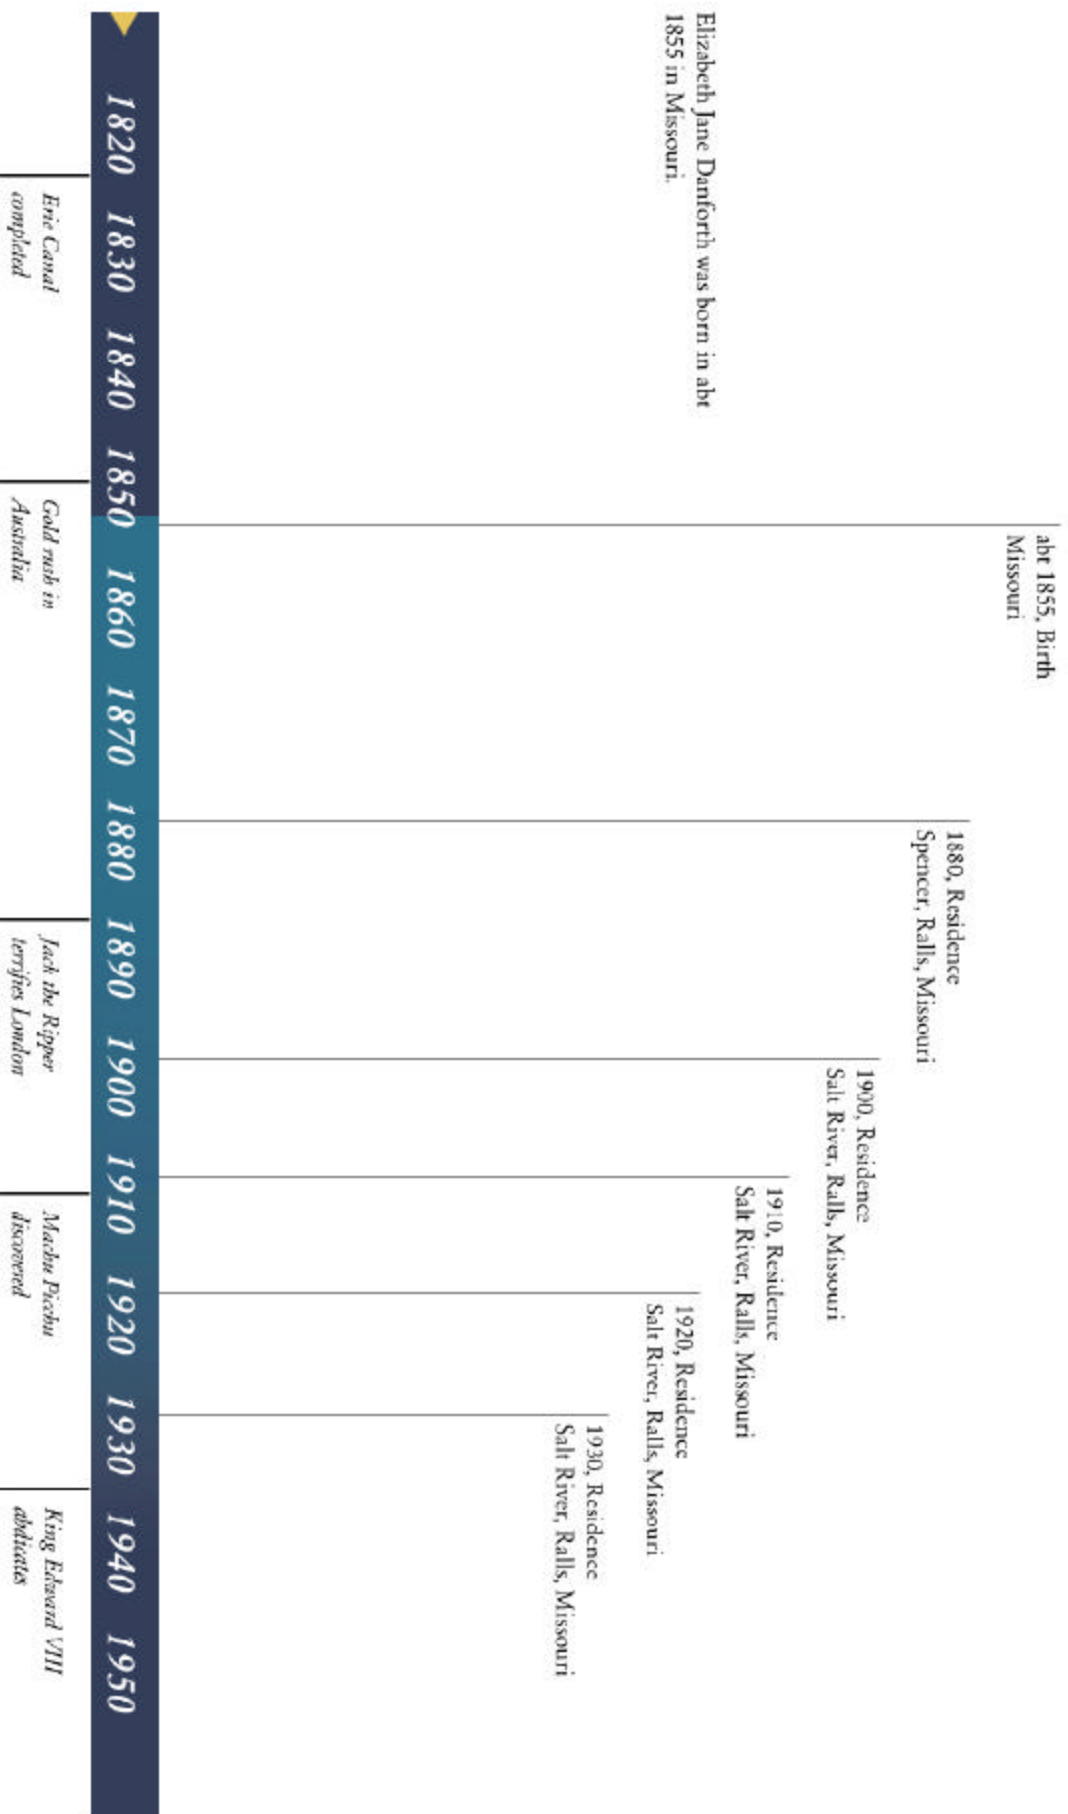 abt 1855, Birth
Missouri
1880, Residence
Spencer, Ralls, Missouri
1900, Residence
Salt River, Ralls, Missouri
1910, Residence
Salt River, Ralls, Missouri
Elizabeth Jane Danforth was born in abt
1855 in Missouri.
1920, Residence
Salt River, Ralls, Missouri
1930, Residence
Salt River, Ralls, Missouri
1820 1830 1840 1850 1860 1870 1880 1890 1900 1910 1920 1930 1940 1950
Erie Canal
completed
Gold rush in
Australia
Jack the Ripper
terrifies London
Machu Picchu
discovered
King Edward VIII
abdicates